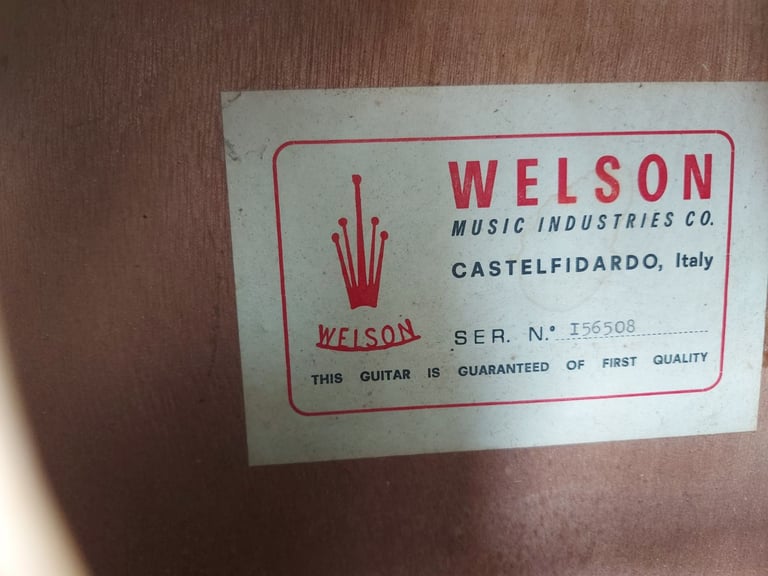 WELSON
MUSIC INDUSTRIES CO.
CASTELFIDARDO, Italy
WELSON
SER. N.° I56508
THIS GUITAR IS GUARANTEED OF FIRST QUALITY